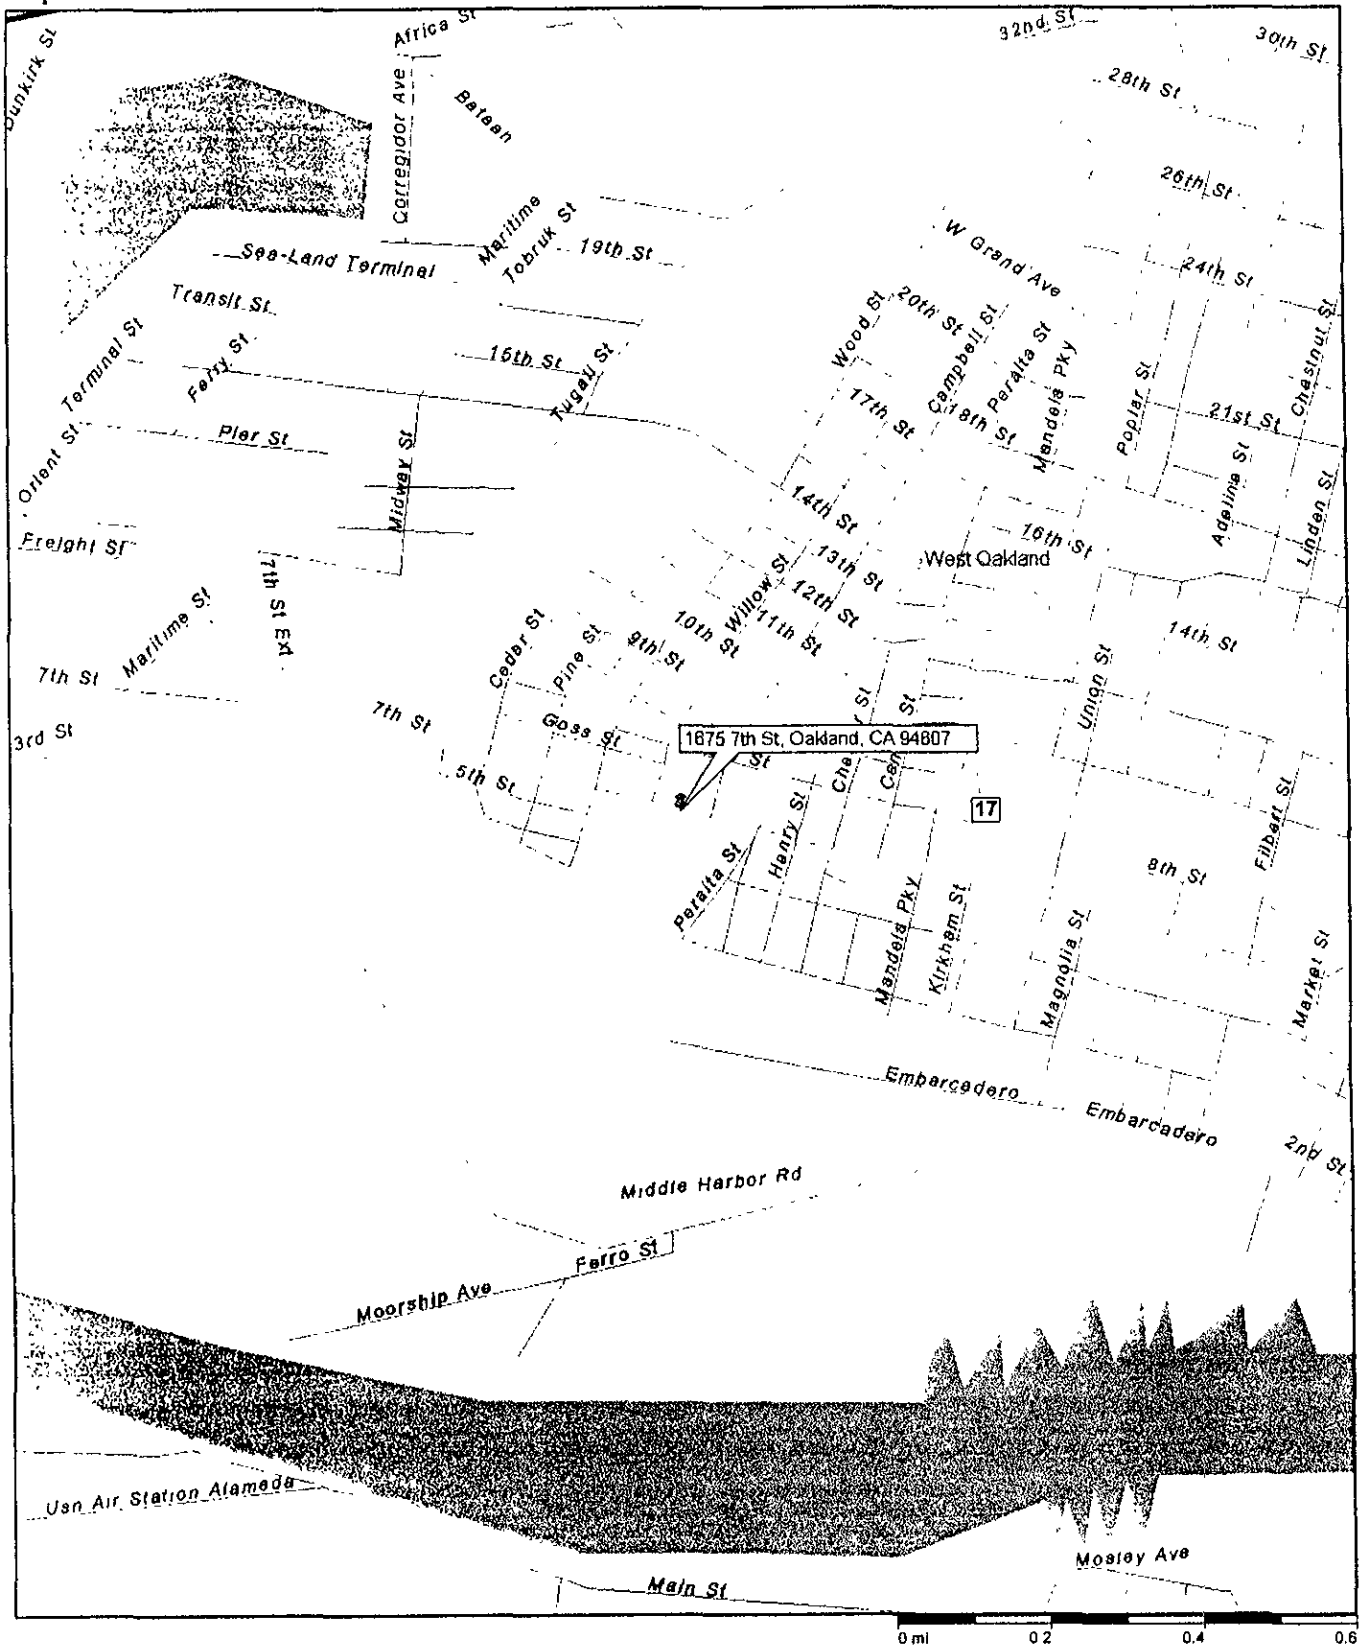 Africa St
32nd St
30th St
Dunkirk St
28th St
Corregidor Ave
Bataan
26th St
Maritime
Tobruk St
19th St
W Grand Ave
Sea-Land Terminal
24th St
Transit St
20th St
Wood St
Campbell St
Peralta St
Mandela Pky
Chestnut St
Terminal St
Ferry St
15th St
Tugall St
Poplar St
17th St
18th St
21st St
Pier St
Orient St
Midway St
Adeline St
Linden St
14th St
16th St
Freight St
13th St
West Oakland
7th St Ext
Willow St
12th St
Maritime St
Cedar St
Pine St
9th St
10th St
11th St
14th St
7th St
Union St
7th St
Goss St
3rd St
1675 7th St, Oakland, CA 94607
St
St
St
5th St
17
Henry St
Filbert St
Peralta St
8th St
Mandela Pky
Kirkham St
Magnolia St
Market St
Embarcadero
Embarcadero
2nd St
Middle Harbor Rd
Ferro St
Moorship Ave
Usn Air Station Alameda
Mosley Ave
Main St
0 mi
0.2
0.4
0.6